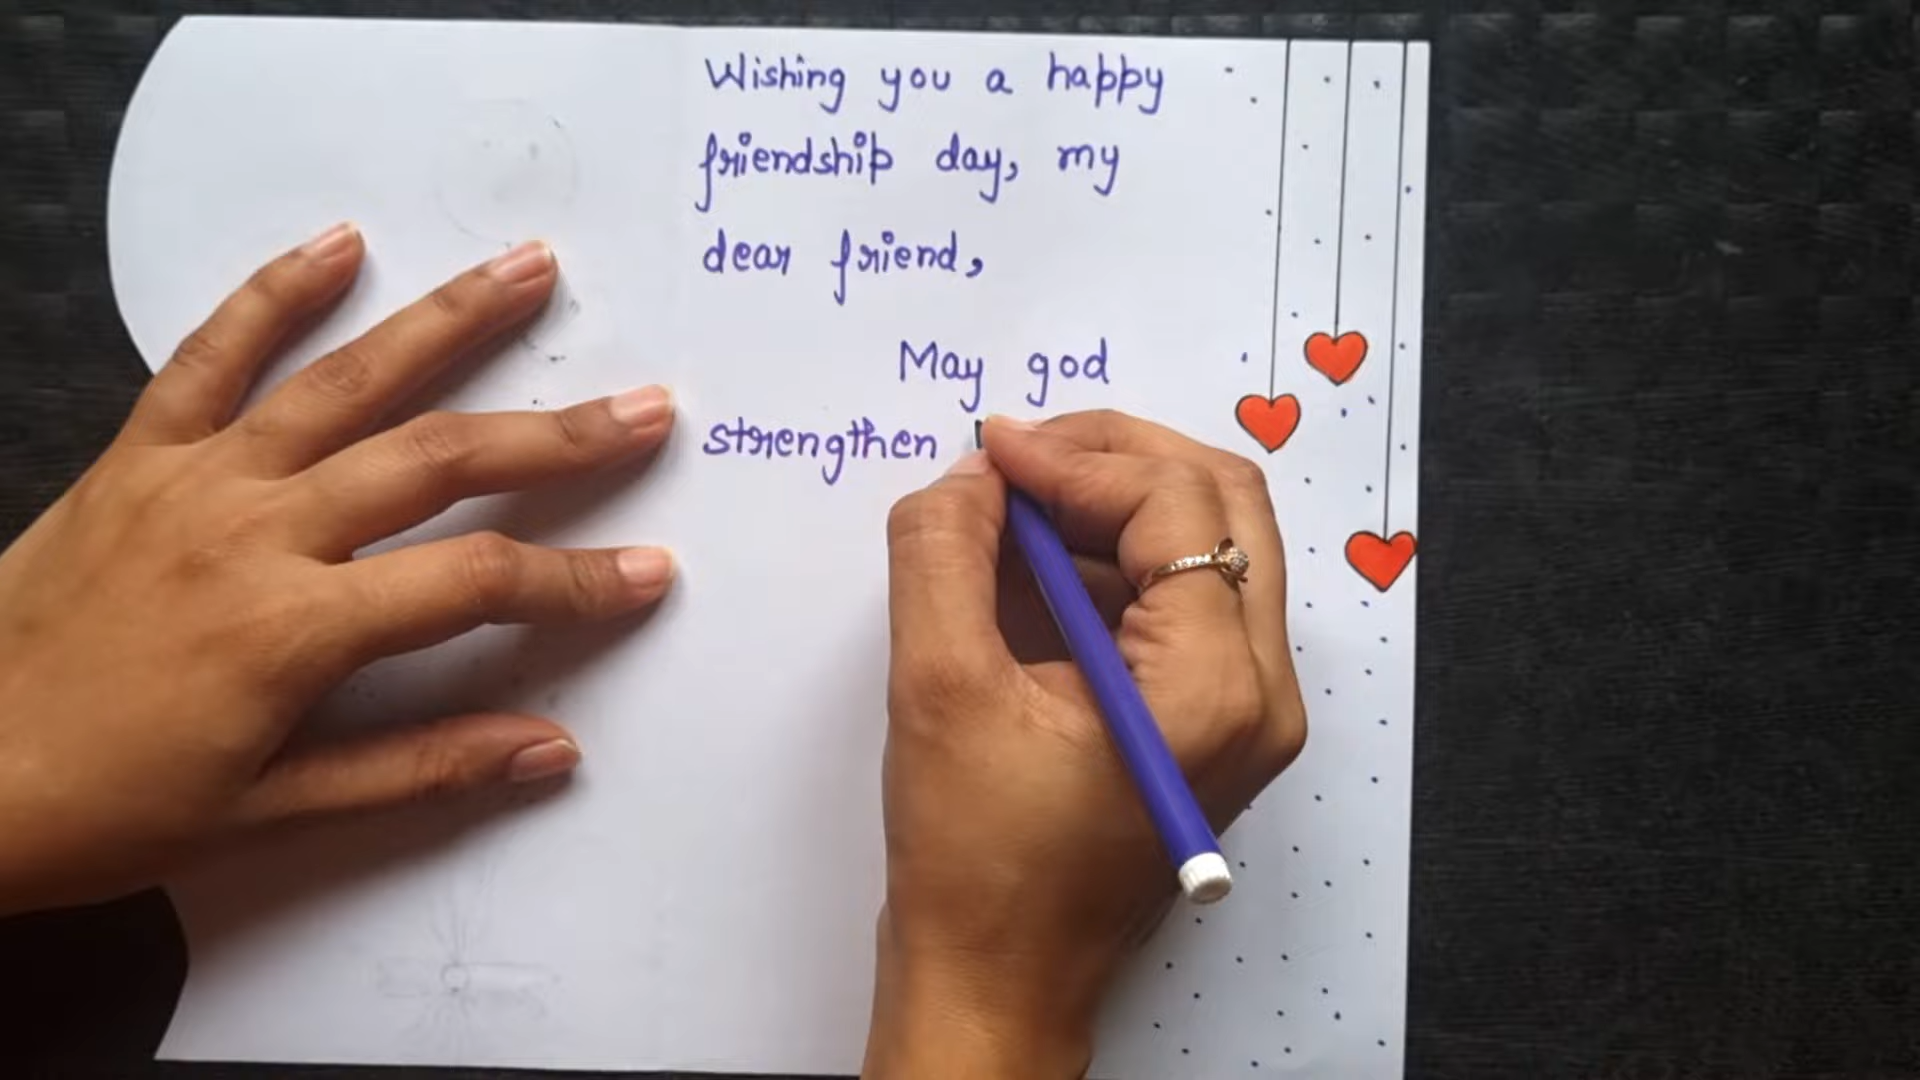 Wishing you a happy
friendship day, my
dear friend,
May god
strengthen